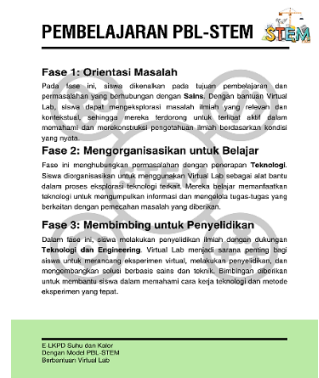 PEMBELAJARAN PBL-STEM
STEM
Fase 1: Orientasi Masalah
Pada fase ini, siswa dikenalkan pada tujuan pembelajaran dan
permasalahan yang berhubungan dengan Sains. Dengan bantuan Virtual
Lab, siswa dapat mengeksplorasi masalah ilmiah yang relevan dan
kontekstual, sehingga mereka terdorong untuk terlibat aktif dalam
memahami dan merekonstruksi pengetahuan ilmiah berdasarkan kondisi
yang nyata.
Fase 2: Mengorganisasikan untuk Belajar
Fase ini menghubungkan permasalahan dengan penerapan Teknologi.
Siswa diorganisasikan untuk menggunakan Virtual Lab sebagai alat bantu
dalam proses eksplorasi teknologi terkait. Mereka belajar memanfaatkan
teknologi untuk mengumpulkan informasi dan mengelola tugas-tugas yang
berkaitan dengan pemecahan masalah yang diberikan.
Fase 3: Membimbing untuk Penyelidikan
Dalam fase ini, siswa melakukan penyelidikan ilmiah dengan dukungan
Teknologi dan Engineering. Virtual Lab menjadi sarana penting bagi
siswa untuk merancang eksperimen virtual, melakukan penyelidikan, dan
mengembangkan solusi berbasis sains dan teknik. Bimbingan diberikan
untuk membantu siswa dalam memahami cara kerja teknologi dan metode
eksperimen yang tepat.
E-LKPD Suhu dan Kalor
Dengan Model PBL-STEM
Berbantuan Virtual Lab